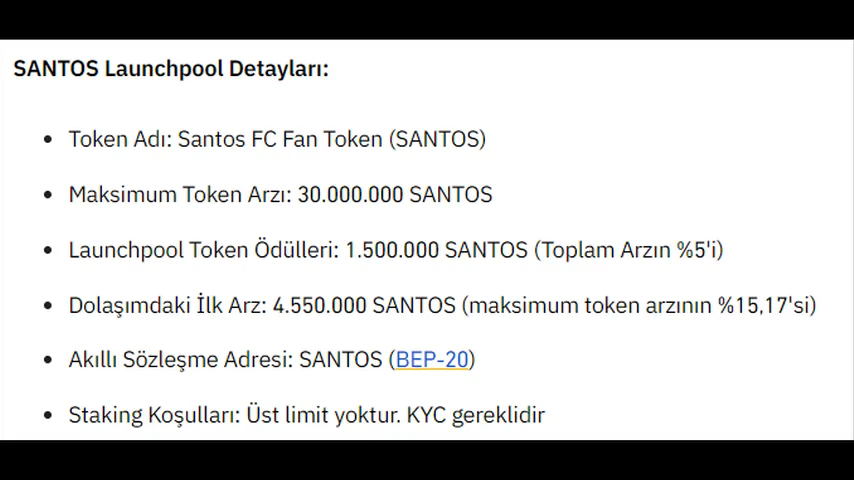 SANTOS Launchpool Detayları:
• Token Adı: Santos FC Fan Token (SANTOS)
• Maksimum Token Arzı: 30.000.000 SANTOS
• Launchpool Token Ödülleri: 1.500.000 SANTOS (Toplam Arzın %5'i)
• Dolaşımdaki İlk Arz: 4.550.000 SANTOS (maksimum token arzının %15,17'si)
• Akıllı Sözleşme Adresi: SANTOS (BEP-20)
• Staking Koşulları: Üst limit yoktur. KYC gereklidir